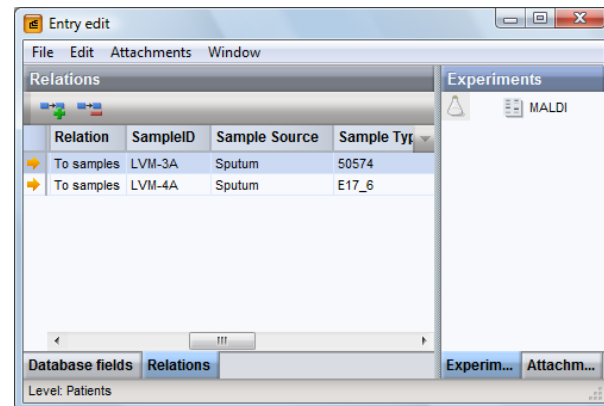 Entry edit
File Edit Attachments Window
Relations
Experiments
MALDI
Relation SampleID Sample Source Sample Typ
To samples LVM-3A Sputum 50574
To samples LVM-4A Sputum E17_6
Database fields Relations
Experim... Attachm...
Level: Patients